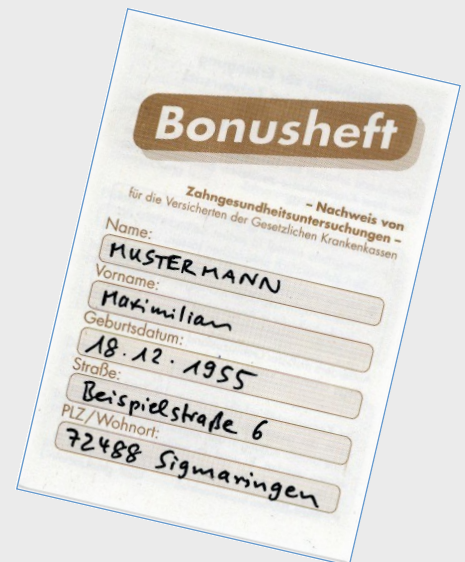 Bonusheft
– Nachweis von
Zahngesundheitsuntersuchungen –
für die Versicherten der Gesetzlichen Krankenkassen
Name:
MUSTERMANN
Vorname:
Maximilian
Geburtsdatum:
18.12.1955
Straße:
Beispielstraße 6
PLZ/Wohnort:
72488 Sigmaringen